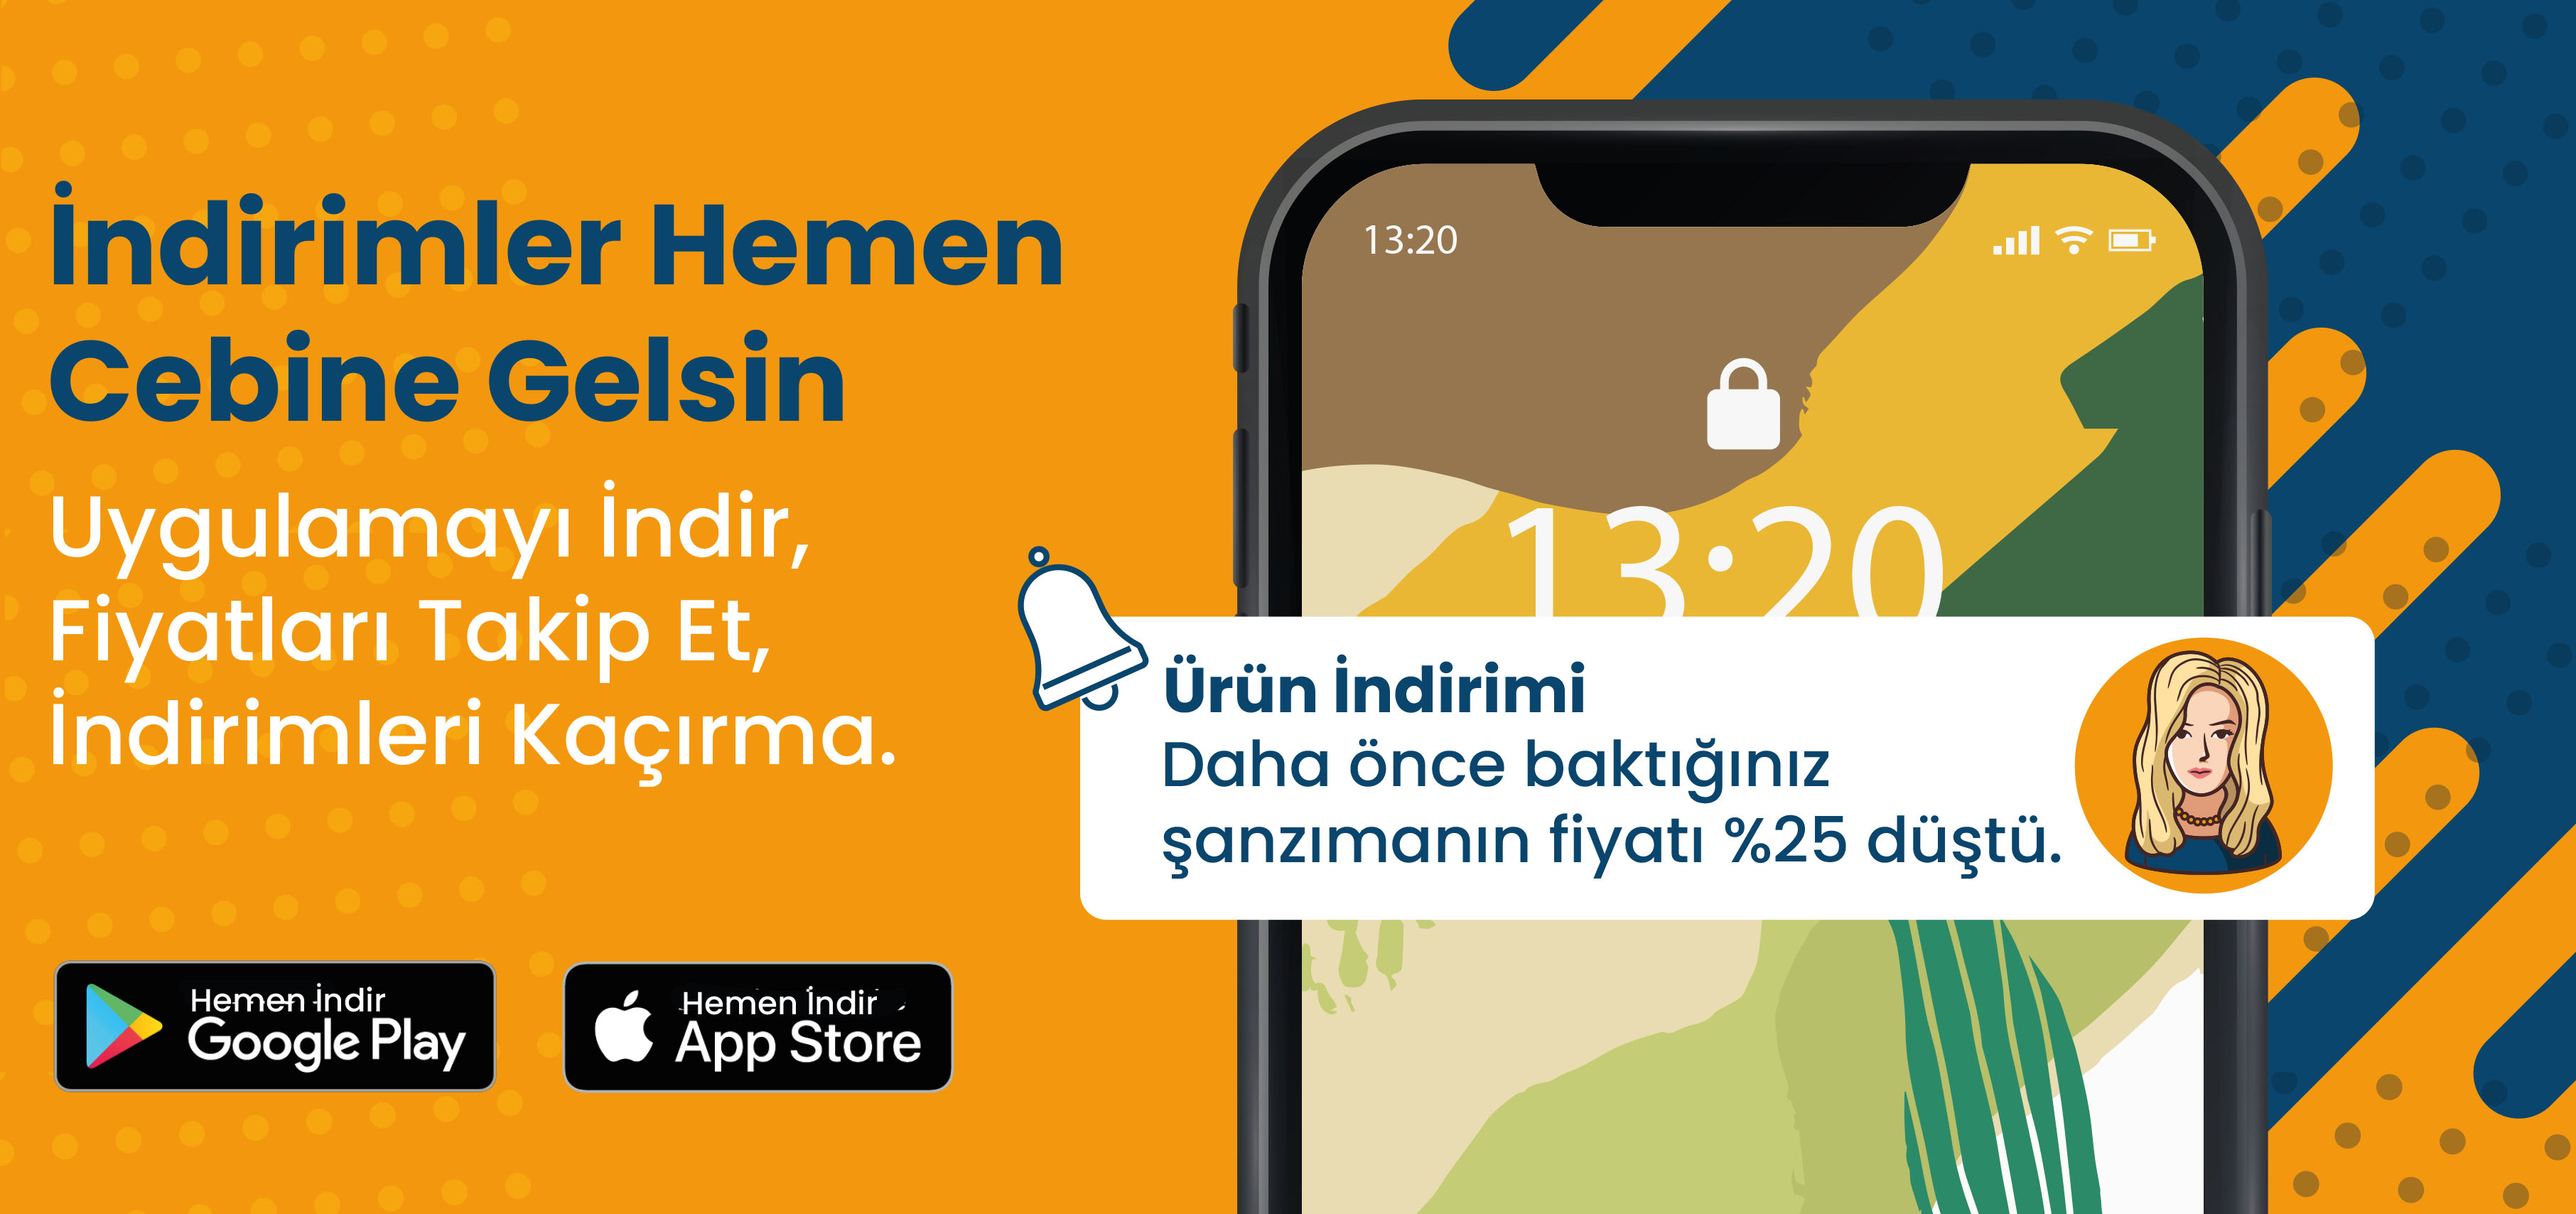 İndirimler Hemen
Cebine Gelsin
Uygulamayı İndir,
Fiyatları Takip Et,
İndirimleri Kaçırma.
Hemen İndir
Google Play
Hemen İndir
App Store
13:20
13:20
Ürün İndirimi
Daha önce baktığınız
şanzımanın fiyatı %25 düştü.